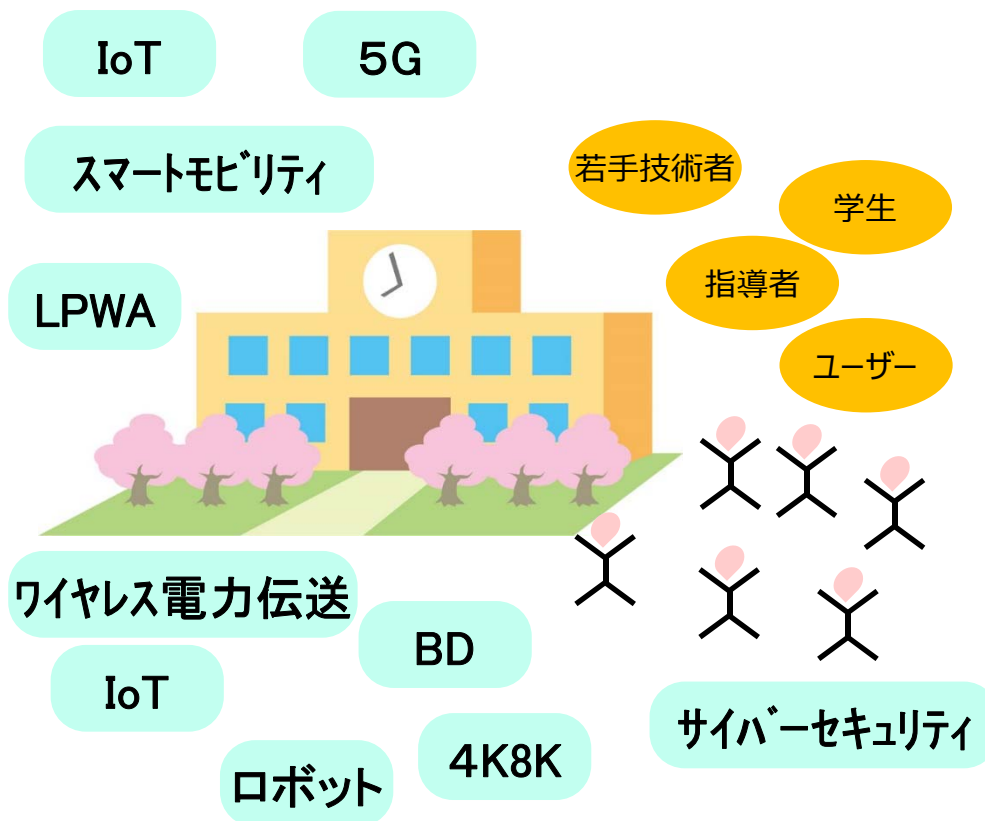 IoT
5G
スマートモビリティ
若手技術者
学生
指導者
LPWA
ユーザー
ワイヤレス電力伝送
BD
IoT
サイバーセキュリティ
4K8K
ロボット